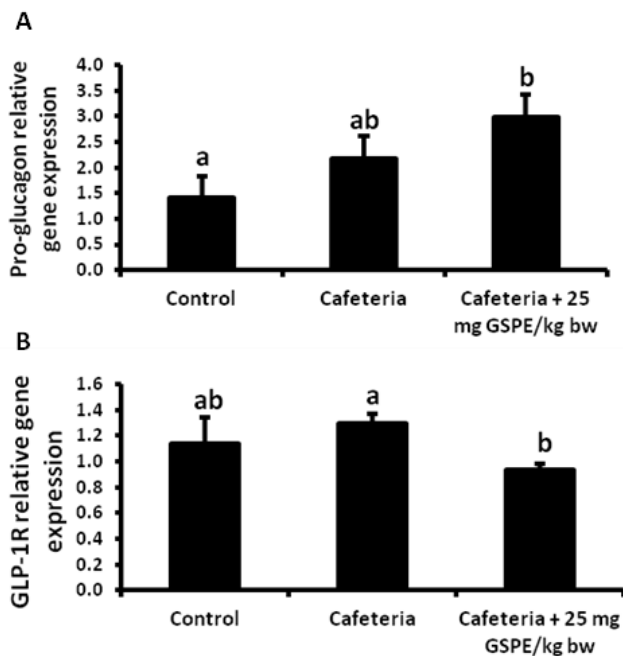 A
Pro-glucagon relative
gene expression
4.0
3.5
3.0
2.5
2.0
1.5
1.0
0.5
0.0
a
ab
b
Control
Cafeteria
Cafeteria + 25
mg GSPE/kg bw
B
GLP-1R relative gene
expression
1.6
1.4
1.2
1.0
0.8
0.6
0.4
0.2
0.0
ab
a
b
Control
Cafeteria
Cafeteria + 25 mg
GSPE/kg bw